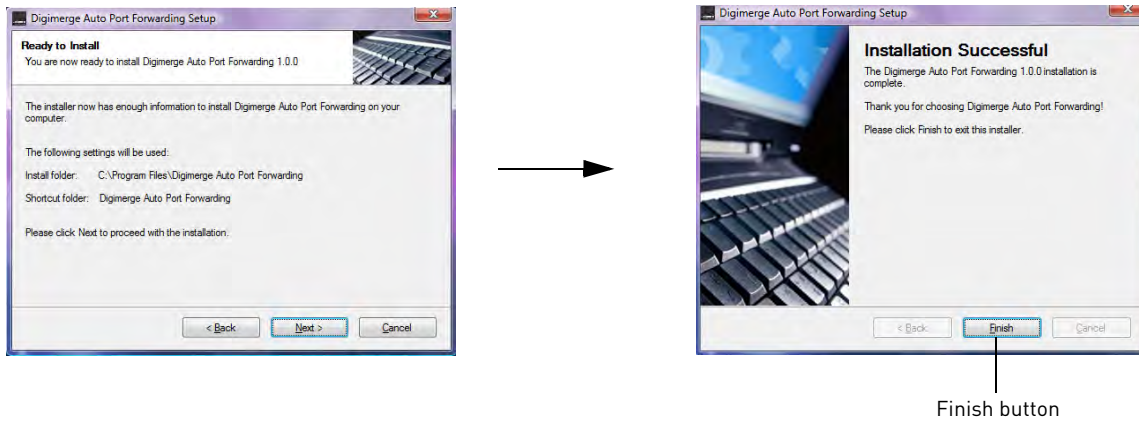 Digimerge Auto Port Forwarding Setup
Ready to Install
You are now ready to install Digimerge Auto Port Forwarding 1.0.0
The installer now has enough information to install Digimerge Auto Port Forwarding on your
computer.
The following settings will be used:
Install folder: C:\Program Files\Digimerge Auto Port Forwarding
Shortcut folder: Digimerge Auto Port Forwarding
Please click Next to proceed with the installation.
< Back
Next >
Cancel
Digimerge Auto Port Forwarding Setup
Installation Successful
The Digimerge Auto Port Forwarding 1.0.0 installation is
complete.
Thank you for choosing Digimerge Auto Port Forwarding!
Please click Finish to exit this installer.
< Back
Finish
Cancel
Finish button